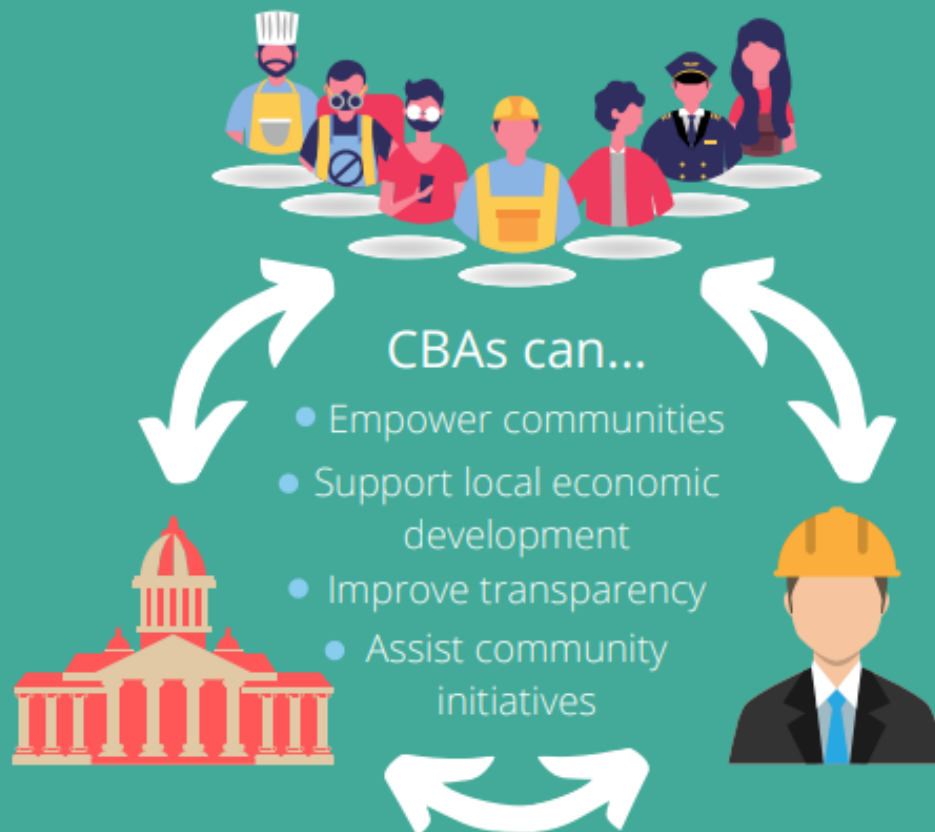 CBAs can...
Empower communities
Support local economic
development
Improve transparency
Assist community
initiatives